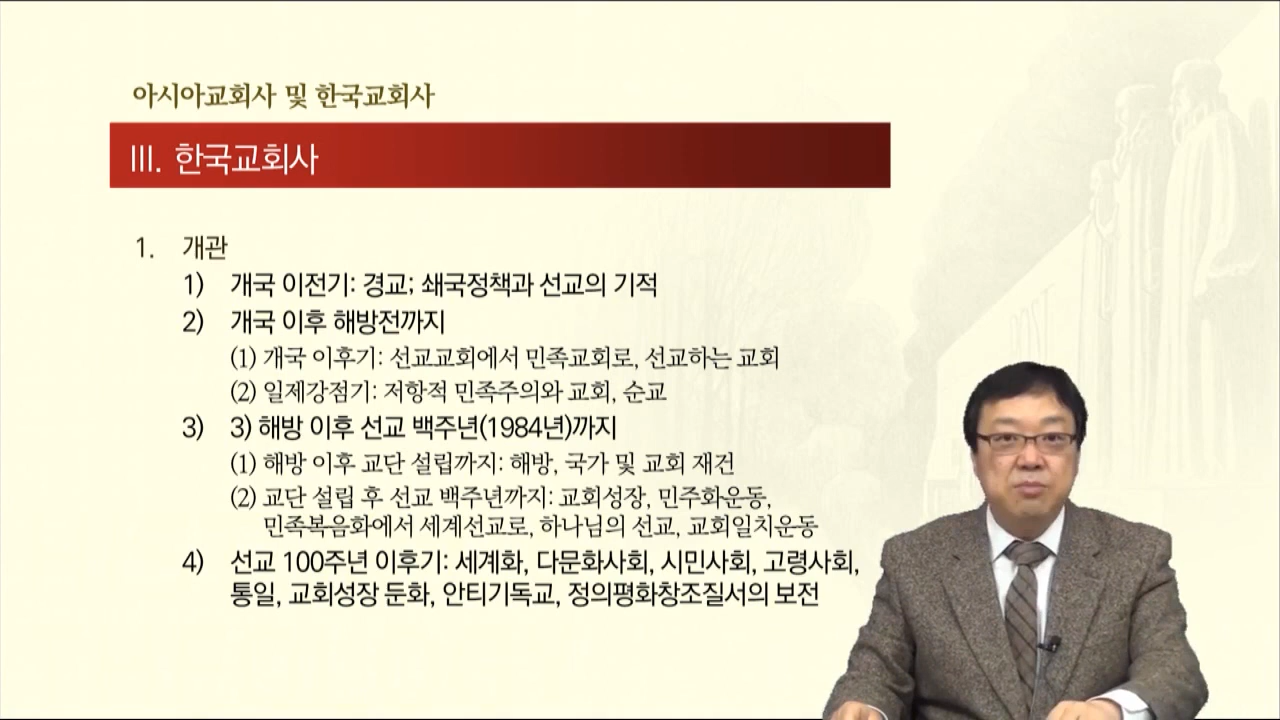 아시아교회사 및 한국교회사
III. 한국교회사
1. 개관
1) 개국 이전기: 경교; 쇄국정책과 선교의 기적
2) 개국 이후 해방전까지
(1) 개국 이후기: 선교교회에서 민족교회로, 선교하는 교회
(2) 일제강점기: 저항적 민족주의와 교회, 순교
3) 3) 해방 이후 선교 백주년(1984년)까지
(1) 해방 이후 교단 설립까지: 해방, 국가 및 교회 재건
(2) 교단 설립 후 선교 백주년까지: 교회성장, 민주화운동,
민족복음화에서 세계선교로, 하나님의 선교, 교회일치운동
4) 선교 100주년 이후기: 세계화, 다문화사회, 시민사회, 고령사회,
통일, 교회성장 둔화, 안티기독교, 정의평화창조질서의 보전